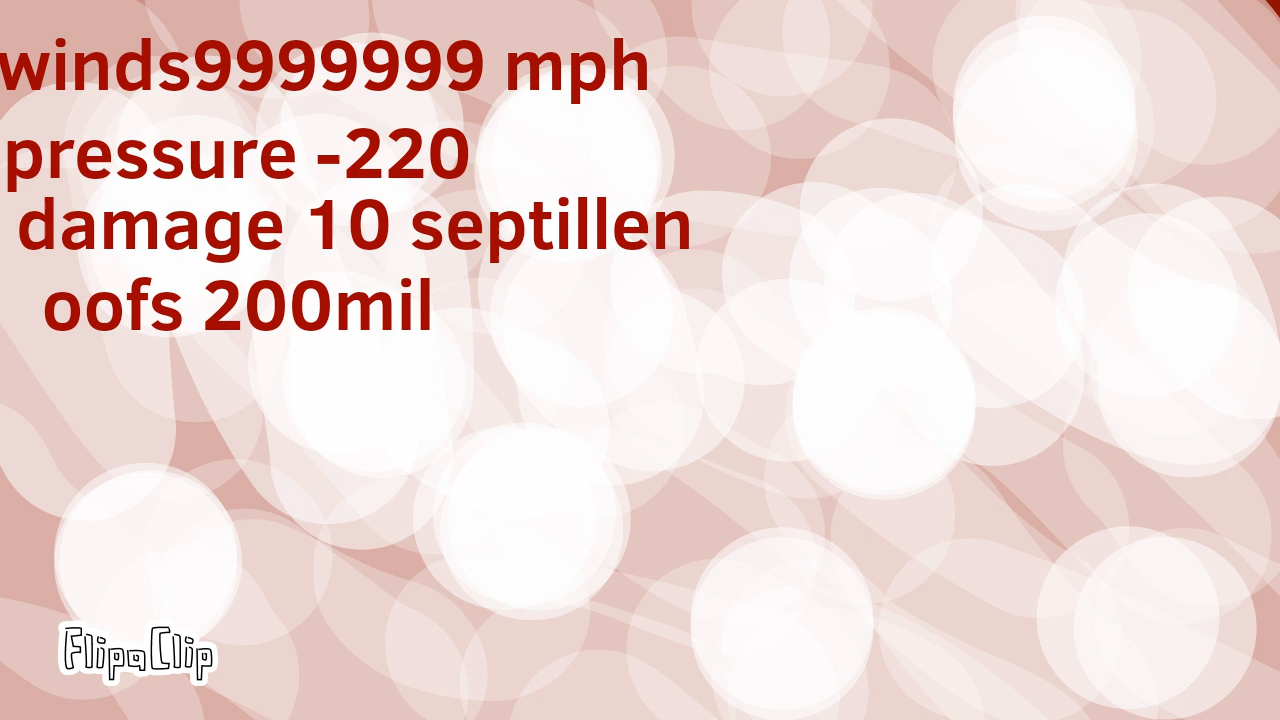 winds9999999 mph
pressure -220
damage 10 septillen
oofs 200mil
FlipaClip